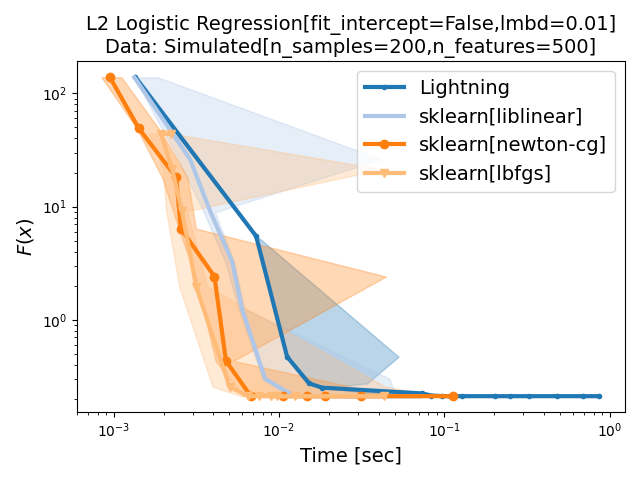 L2 Logistic Regression[fit_intercept=False,lmbd=0.01]
Data: Simulated[n_samples=200,n_features=500]
Lightning
sklearn[liblinear]
sklearn[newton-cg]
sklearn[lbfgs]
10²
10¹
10⁰
F(x)
10⁻³
10⁻²
10⁻¹
10⁰
Time [sec]